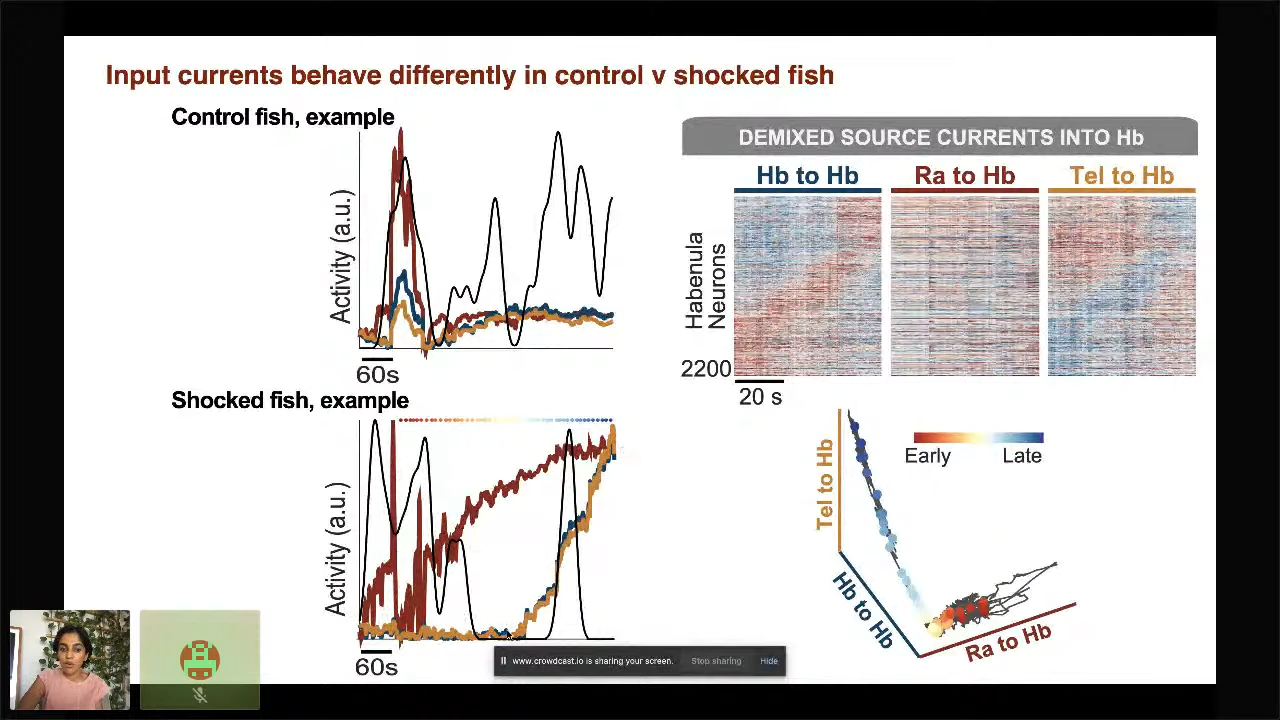 Input currents behave differently in control v shocked fish
Control fish, example
Activity (a.u.)
60s
Shocked fish, example
Activity (a.u.)
60s
DEMIXED SOURCE CURRENTS INTO Hb
Hb to Hb
Ra to Hb
Tel to Hb
Habenula
Neurons
2200
20 s
Early
Late
Tel to Hb
Hb to Hb
Ra to Hb
www.crowdcast.io is sharing your screen.
Stop sharing
Hide